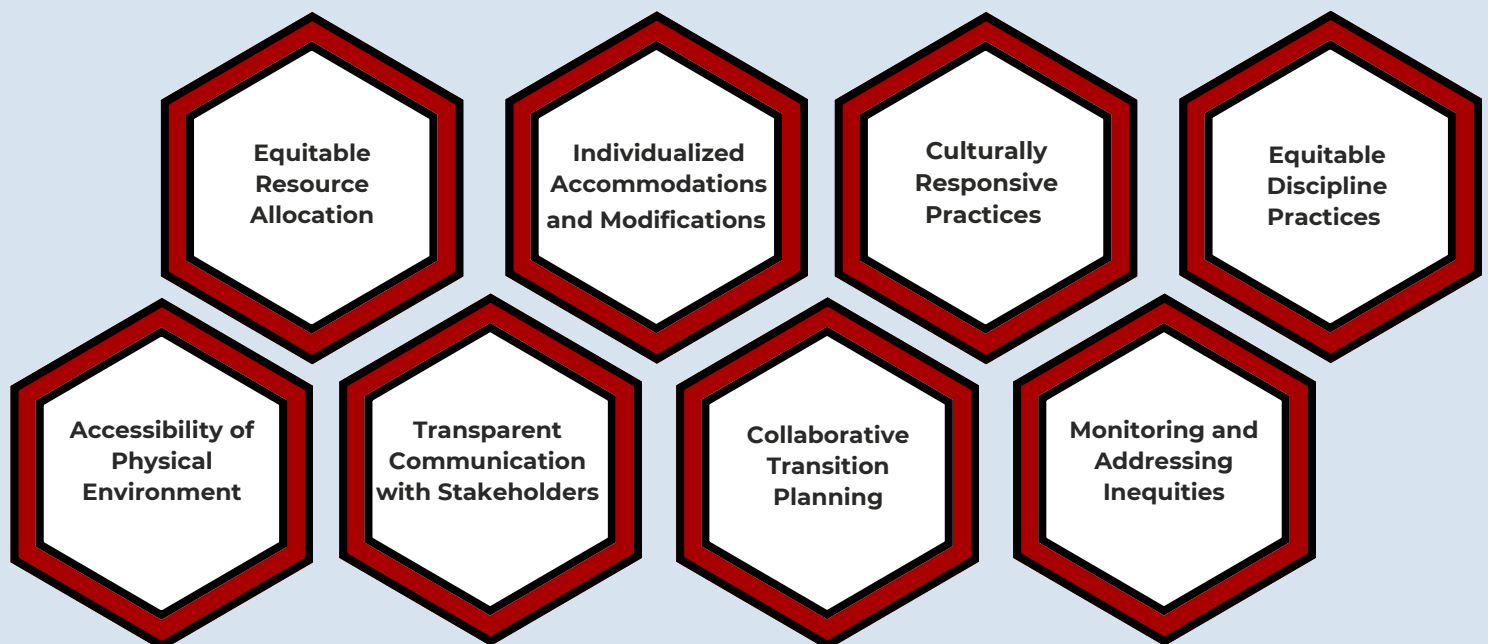 Equitable
Resource
Allocation
Individualized
Accommodations
and Modifications
Culturally
Responsive
Practices
Equitable
Discipline
Practices
Accessibility of
Physical
Environment
Transparent
Communication
with Stakeholders
Collaborative
Transition
Planning
Monitoring and
Addressing
Inequities